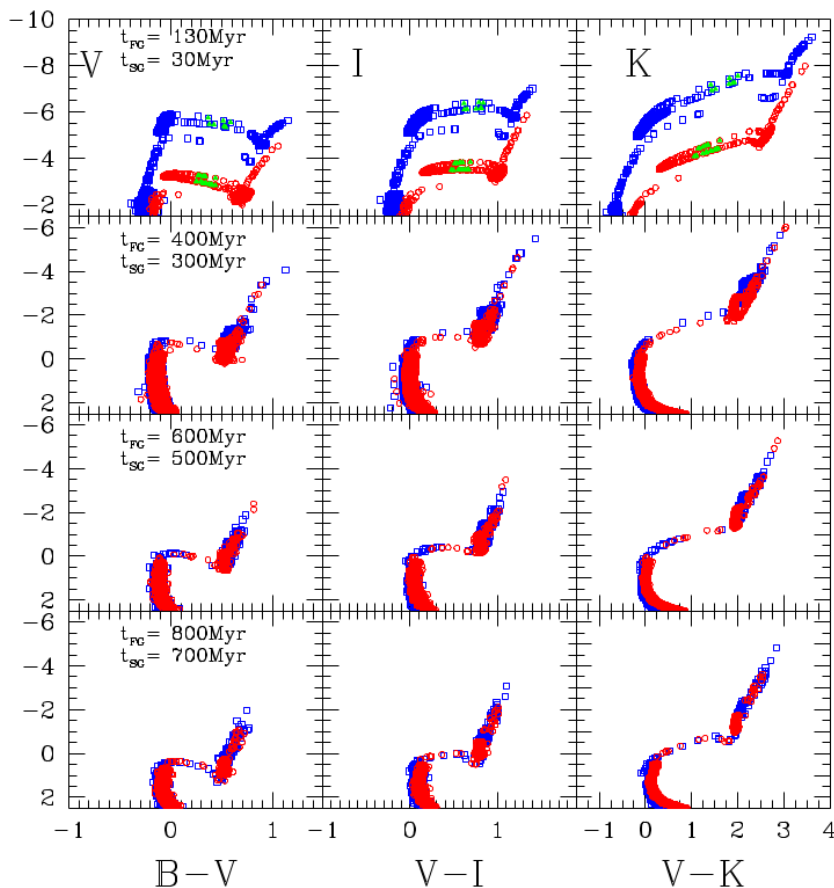 −10
V
t_FG = 130Myr
t_SG = 30Myr
I
K
−8
−6
−4
−2
−6
t_FG = 400Myr
t_SG = 300Myr
−4
−2
0
2
−6
t_FG = 600Myr
t_SG = 500Myr
−4
−2
0
2
−6
t_FG = 800Myr
t_SG = 700Myr
−4
−2
0
2
−1 0 1 0 1 0 1 2 3 4
B−V V−I V−K